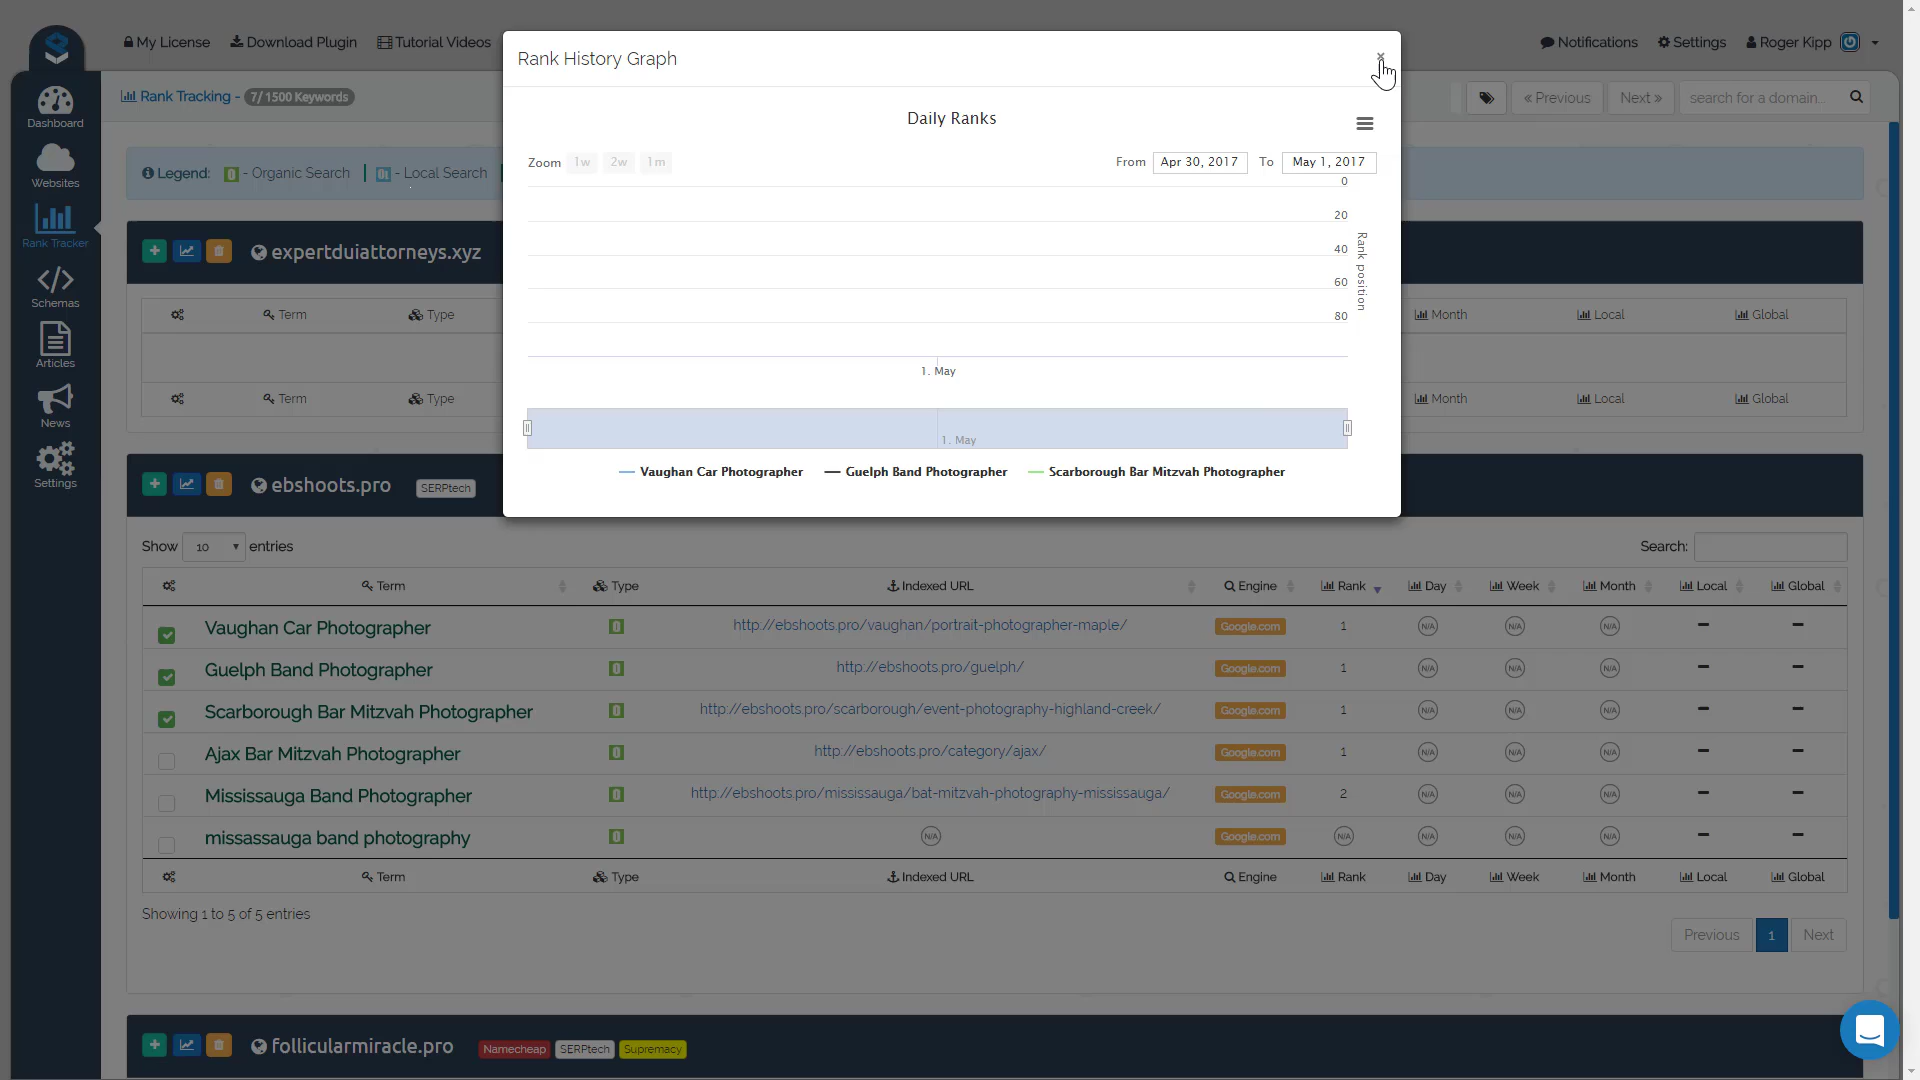 My License
Download Plugin
Tutorial Videos
Notifications
Settings
Roger Kipp
Rank History Graph
×
Dashboard
Websites
Rank Tracker
Schemas
Articles
News
Settings
Rank Tracking - 7/ 1500 Keywords
« Previous
Next »
search for a domain...
Legend:
- Organic Search
- Local Search
Daily Ranks
Zoom 1w 2w 1m
From Apr 30, 2017 To May 1, 2017
0
20
40
60
80
Rank position
1. May
1. May
Vaughan Car Photographer
Guelph Band Photographer
Scarborough Bar Mitzvah Photographer
expertduiattorneys.xyz
Term Type Month Local Global
Term Type Month Local Global
ebshoots.pro SERPtech
Show 10 entries
Search:
Term Type Indexed URL Engine Rank Day Week Month Local Global
Vaughan Car Photographer http://ebshoots.pro/vaughan/portrait-photographer-maple/ Google.com 1 N/A N/A N/A
Guelph Band Photographer http://ebshoots.pro/guelph/ Google.com 1 N/A N/A N/A
Scarborough Bar Mitzvah Photographer http://ebshoots.pro/scarborough/event-photography-highland-creek/ Google.com 1 N/A N/A N/A
Ajax Bar Mitzvah Photographer http://ebshoots.pro/category/ajax/ Google.com 1 N/A N/A N/A
Mississauga Band Photographer http://ebshoots.pro/mississauga/bat-mitzvah-photography-mississauga/ Google.com 2 N/A N/A N/A
missassauga band photography N/A Google.com N/A N/A N/A N/A
Term Type Indexed URL Engine Rank Day Week Month Local Global
Showing 1 to 5 of 5 entries
Previous 1 Next
follicularmiracle.pro Namecheap SERPtech Supremacy